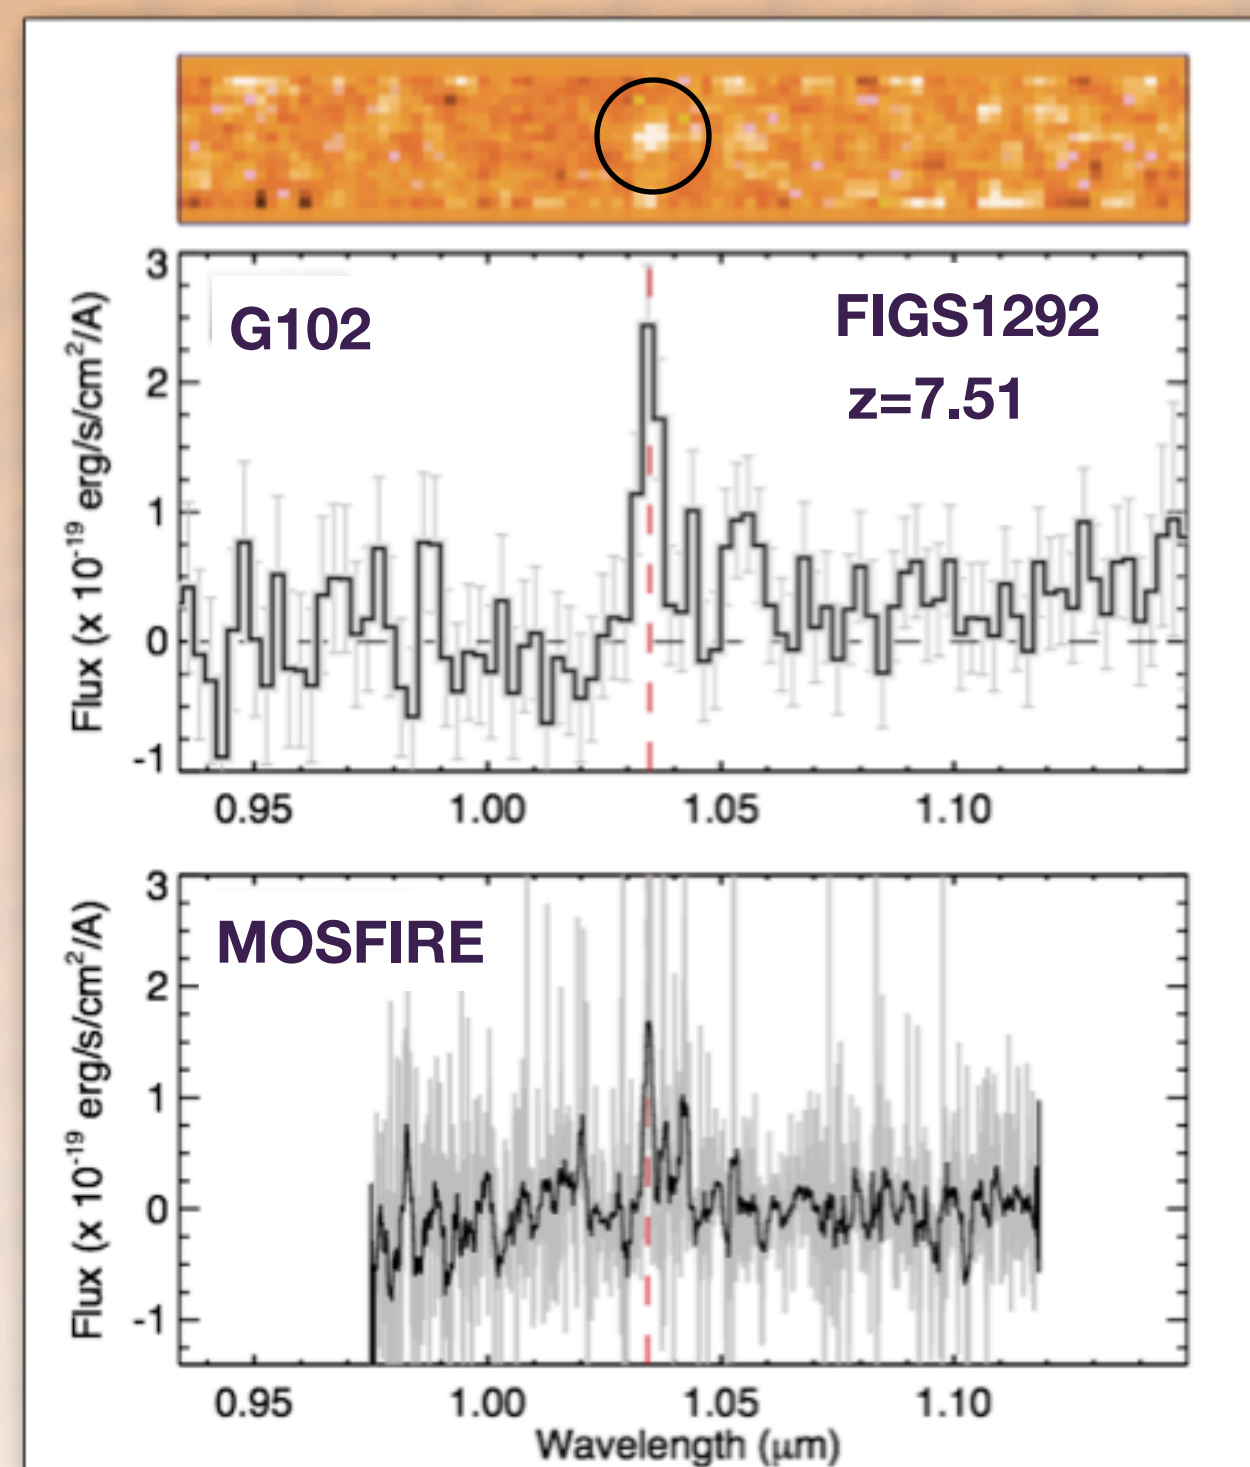 3
2
1
0
-1
Flux (x 10⁻¹⁹ erg/s/cm²/A)
G102
FIGS1292
z=7.51
0.95 1.00 1.05 1.10
3
2
1
0
-1
Flux (x 10⁻¹⁹ erg/s/cm²/A)
MOSFIRE
0.95 1.00 1.05 1.10
Wavelength (μm)